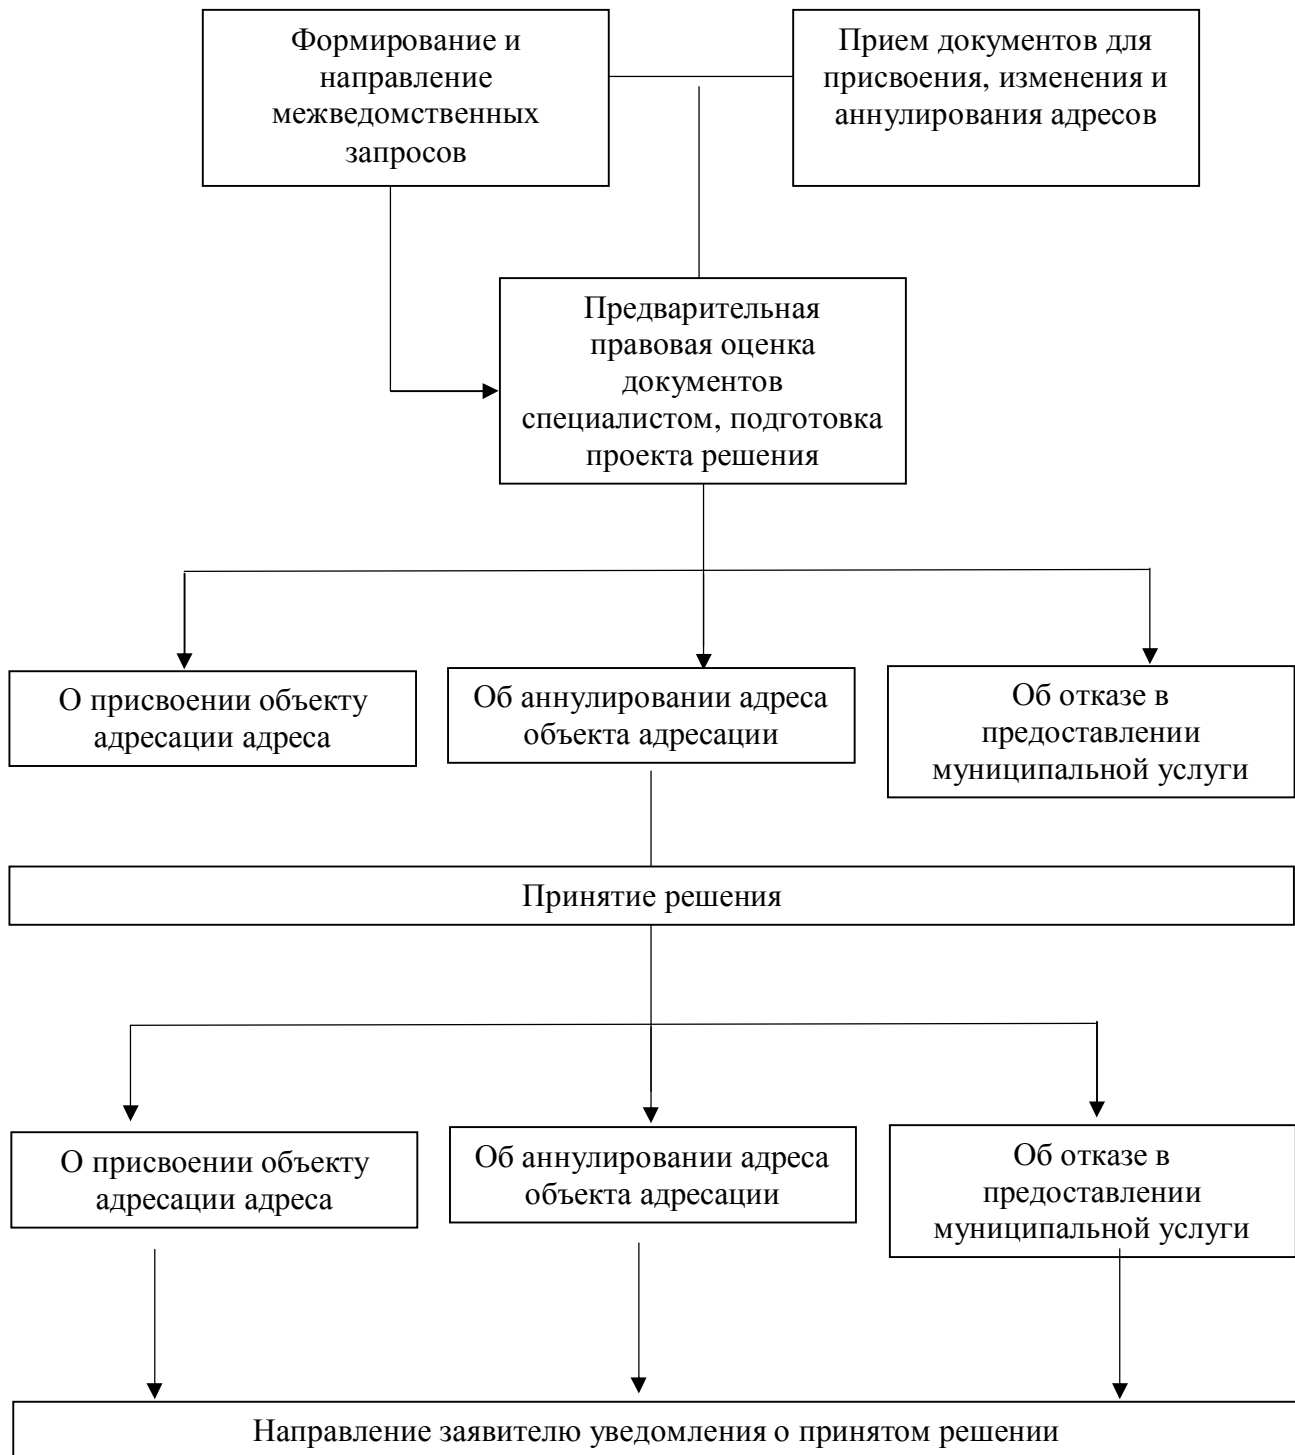 Формирование и
направление
межведомственных
запросов
Прием документов для
присвоения, изменения и
аннулирования адресов
Предварительная
правовая оценка
документов
специалистом, подготовка
проекта решения
О присвоении объекту
адресации адреса
Об аннулировании адреса
объекта адресации
Об отказе в
предоставлении
муниципальной услуги
Принятие решения
О присвоении объекту
адресации адреса
Об аннулировании адреса
объекта адресации
Об отказе в
предоставлении
муниципальной услуги
Направление заявителю уведомления о принятом решении